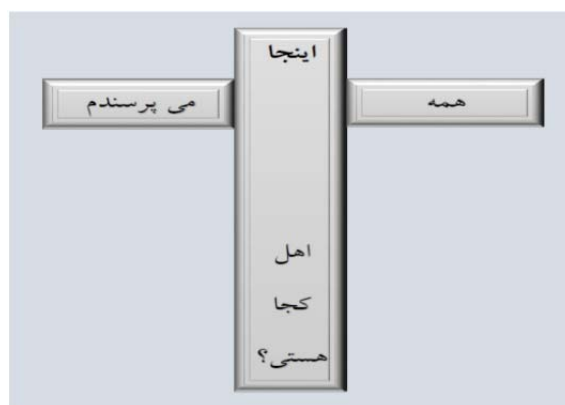 اینجا
همه
می پرسندم
اهل
کجا
هستی؟